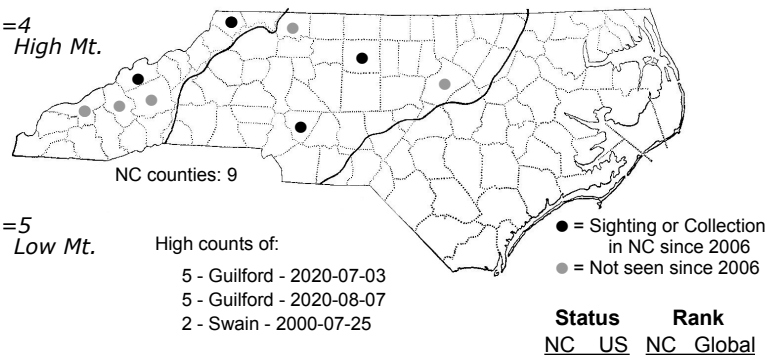 =4
High Mt.
NC counties: 9
=5
Low Mt.
High counts of:
5 - Guilford - 2020-07-03
5 - Guilford - 2020-08-07
2 - Swain - 2000-07-25
● = Sighting or Collection
in NC since 2006
● = Not seen since 2006
Status Rank
NC US NC Global